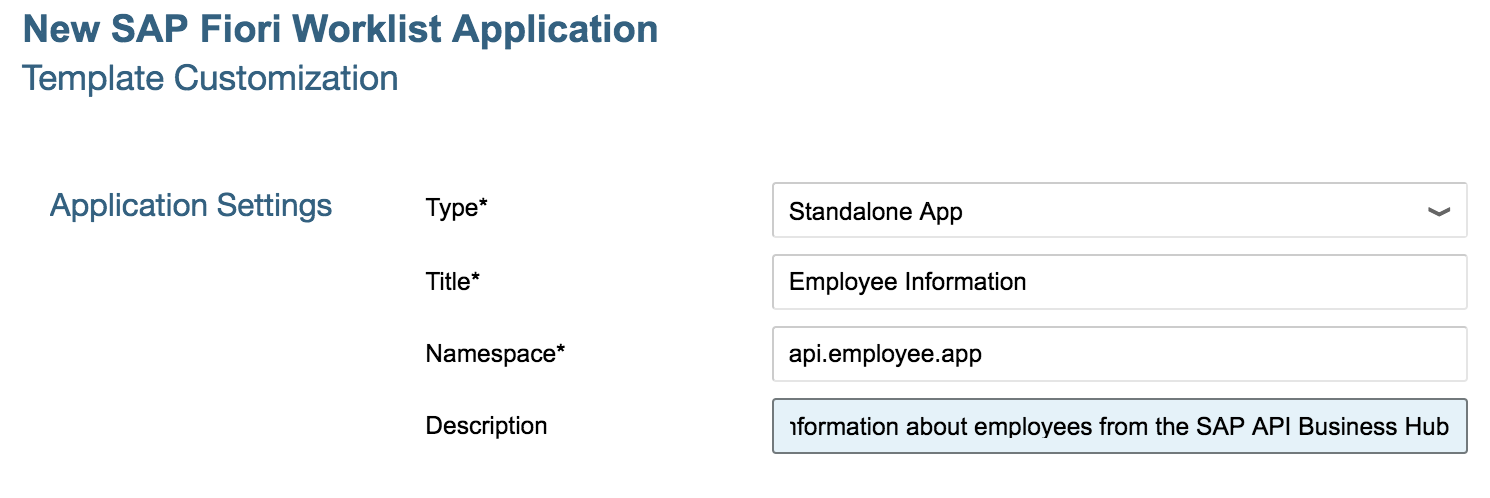 New SAP Fiori Worklist Application
Template Customization
Application Settings
Type*
Standalone App
Title*
Employee Information
Namespace*
api.employee.app
Description
about employees from the SAP API Business Hub